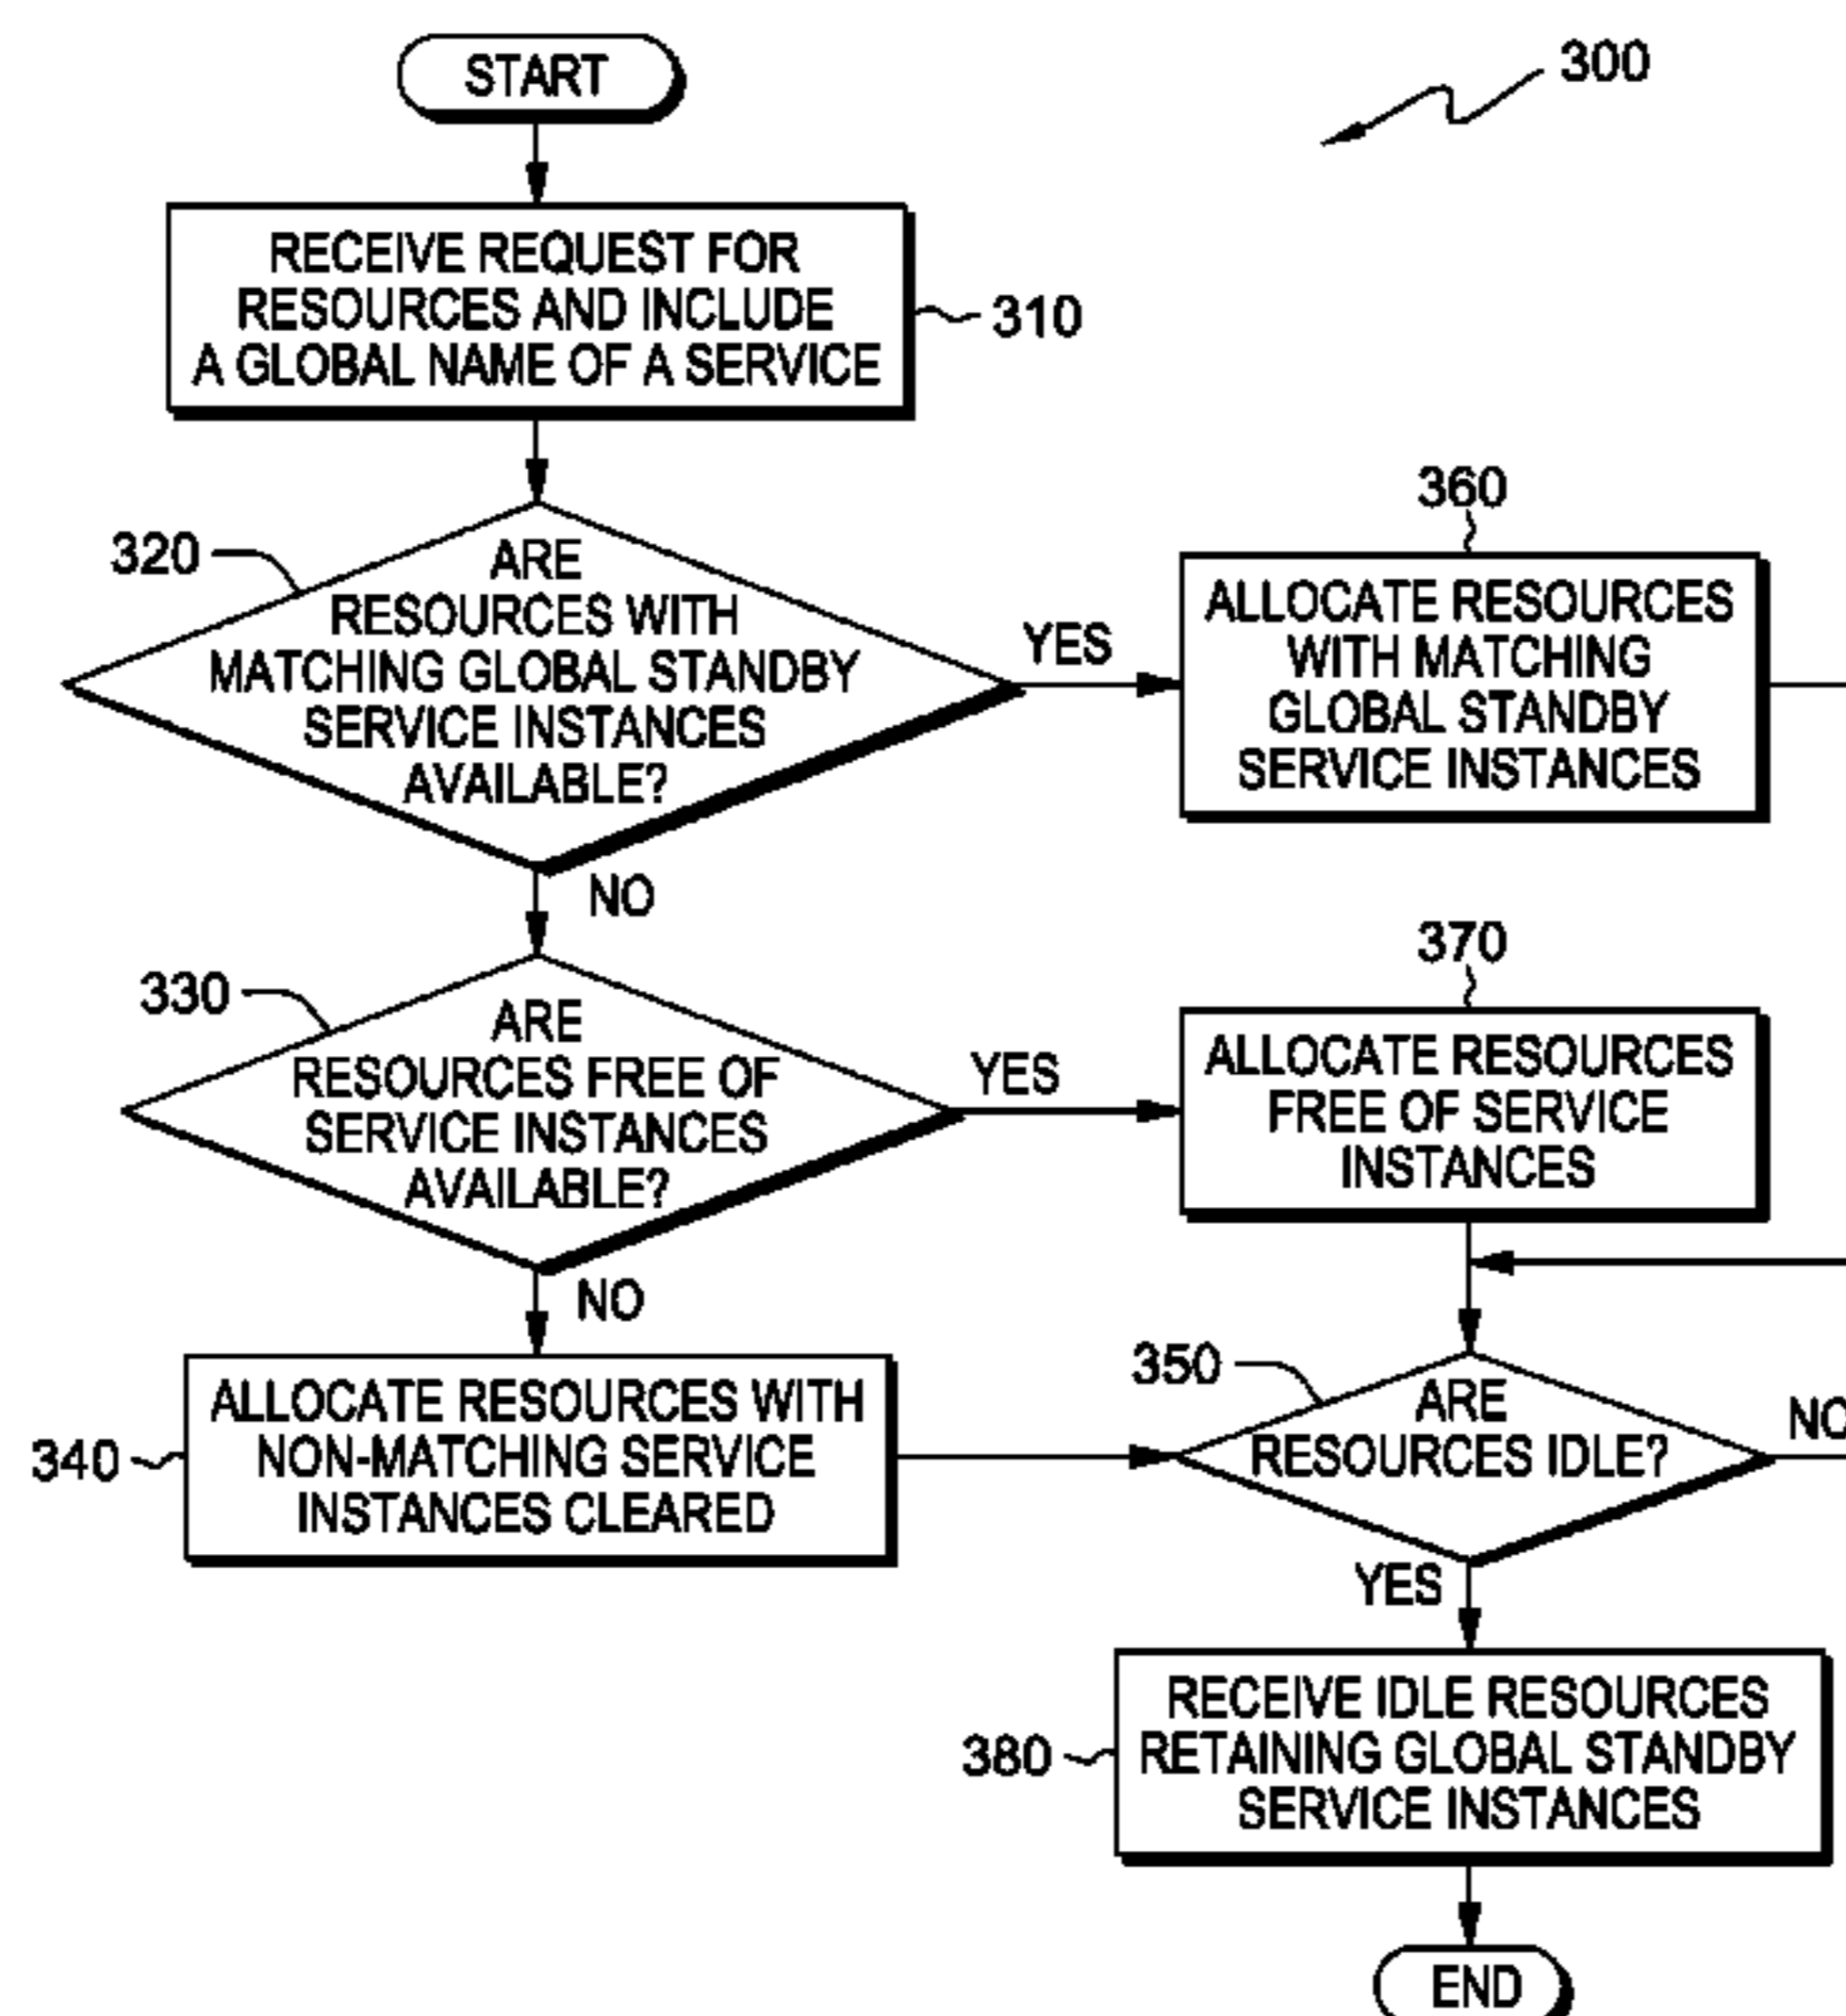 START
300
RECEIVE REQUEST FOR
RESOURCES AND INCLUDE
A GLOBAL NAME OF A SERVICE
310
320
ARE
RESOURCES WITH
MATCHING GLOBAL STANDBY
SERVICE INSTANCES
AVAILABLE?
YES
NO
360
ALLOCATE RESOURCES
WITH MATCHING
GLOBAL STANDBY
SERVICE INSTANCES
330
ARE
RESOURCES FREE OF
SERVICE INSTANCES
AVAILABLE?
YES
NO
370
ALLOCATE RESOURCES
FREE OF SERVICE
INSTANCES
340
ALLOCATE RESOURCES WITH
NON-MATCHING SERVICE
INSTANCES CLEARED
350
ARE
RESOURCES IDLE?
NO
YES
380
RECEIVE IDLE RESOURCES
RETAINING GLOBAL STANDBY
SERVICE INSTANCES
END